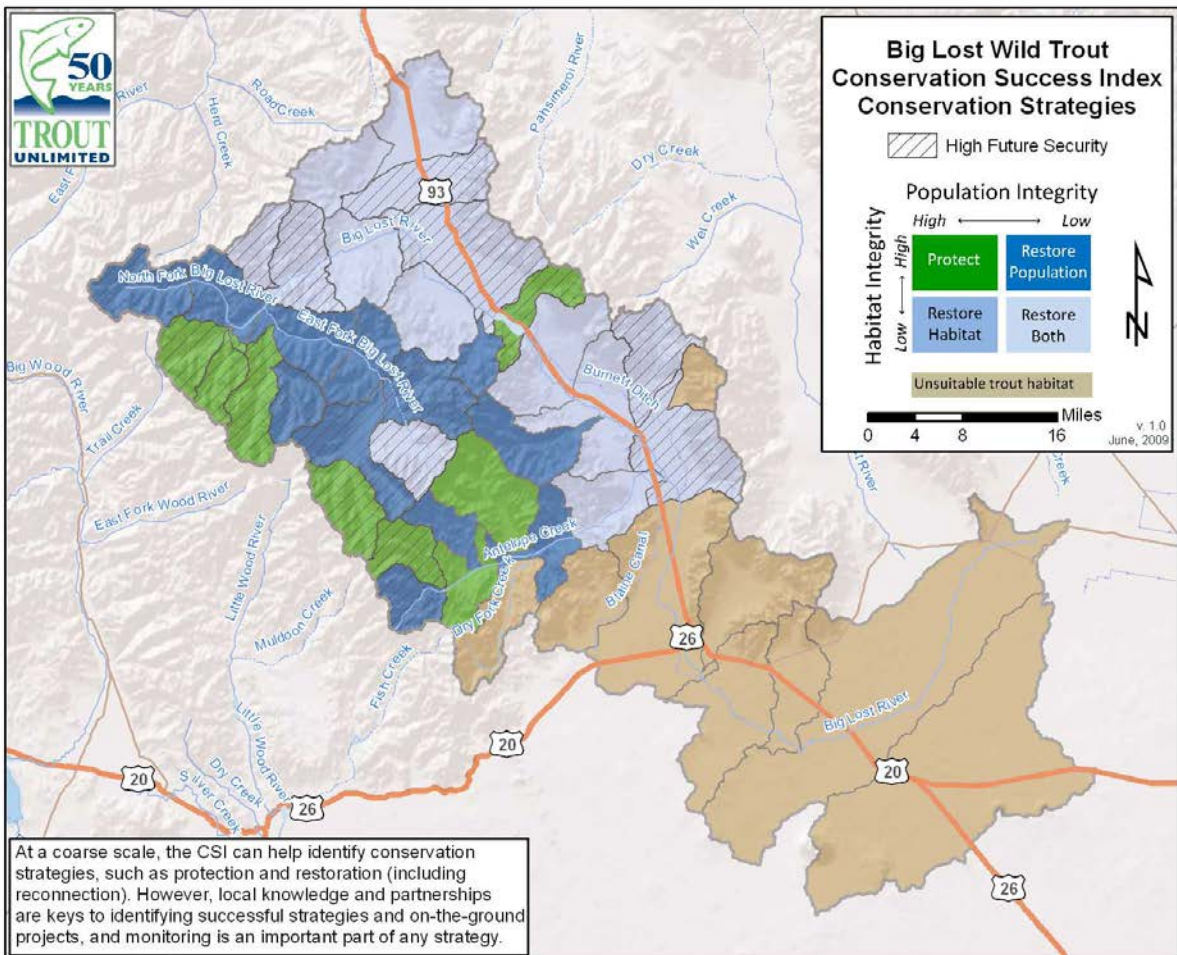 50
YEARS
TROUT
UNLIMITED
Big Lost Wild Trout
Conservation Success Index
Conservation Strategies
High Future Security
Population Integrity
High
Low
Habitat Integrity
High
Low
Protect
Restore
Population
Restore
Habitat
Restore
Both
Unsuitable trout habitat
Miles
0 4 8 16
N
v. 1.0
June, 2009
River
Herd Creek
Road Creek
East Fork
Pahsimeroi River
Dry Creek
Wet Creek
93
Big Lost River
North Fork Big Lost River
East Fork Big Lost River
Burnett Ditch
Big Wood River
Trail Creek
East Fork Wood River
Little Wood River
Muldoon Creek
Antelope Creek
Dry Fork Creek
Fish Creek
Blaine Canal
26
Big Lost River
20
20
20
26
26
Little Wood River
Dry Creek
Silver Creek
At a coarse scale, the CSI can help identify conservation
strategies, such as protection and restoration (including
reconnection). However, local knowledge and partnerships
are keys to identifying successful strategies and on-the-ground
projects, and monitoring is an important part of any strategy.